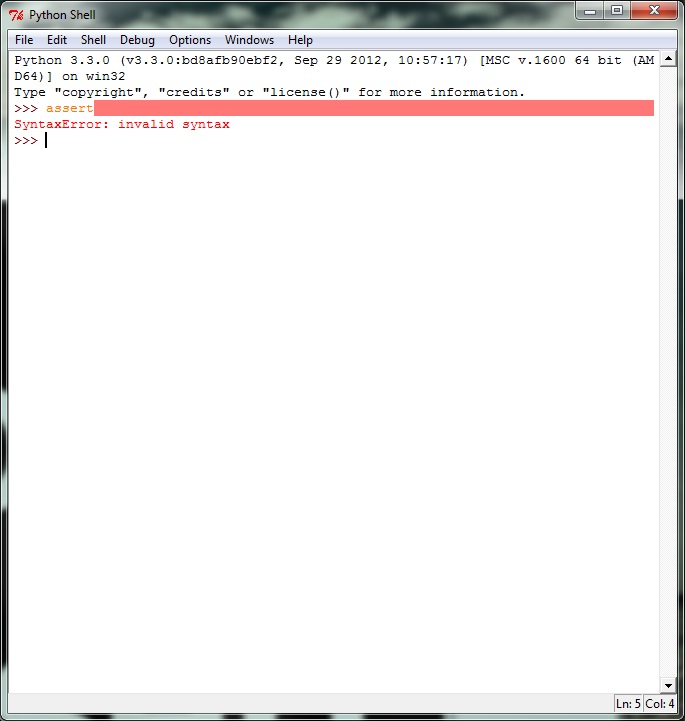 Python Shell
File Edit Shell Debug Options Windows Help
Python 3.3.0 (v3.3.0:bd8afb90ebf2, Sep 29 2012, 10:57:17) [MSC v.1600 64 bit (AM
D64)] on win32
Type "copyright", "credits" or "license()" for more information.
>>> assert
SyntaxError: invalid syntax
>>>
Ln: 5 Col: 4